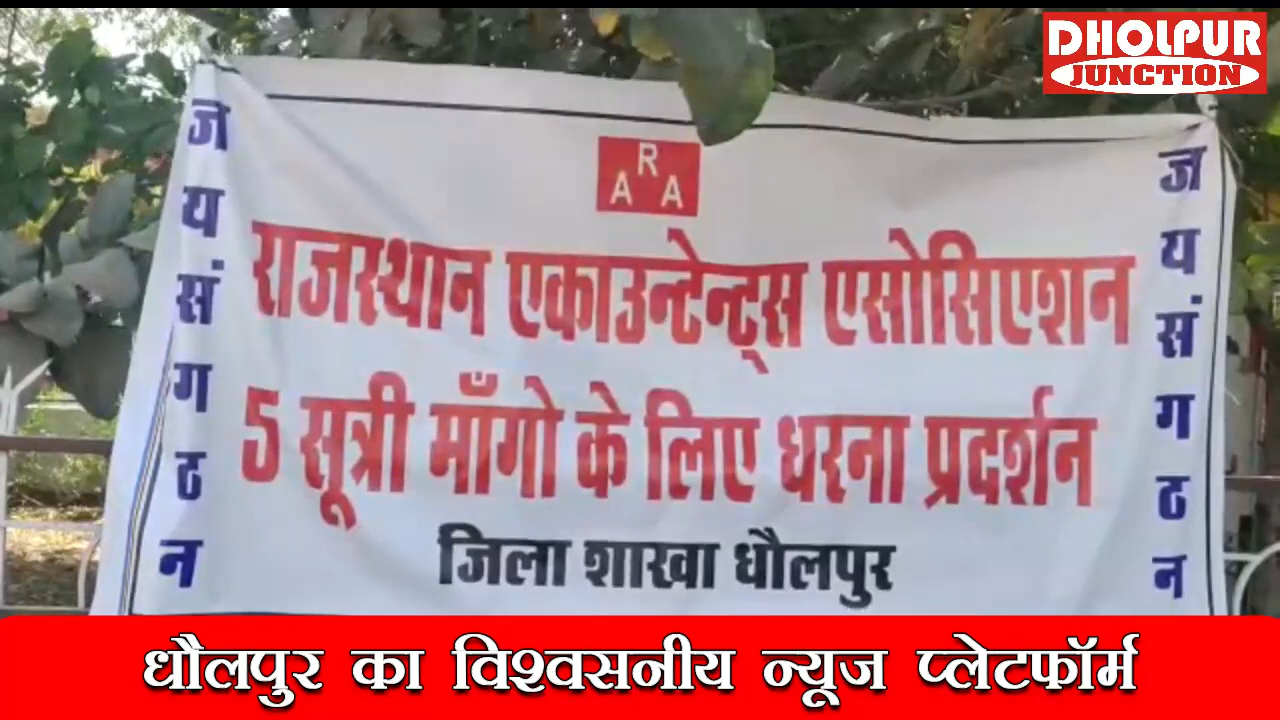 DHOLPUR
JUNCTION
ARA
राजस्थान एकाउन्टेन्ट्स एसोसिएशन
5 सूत्री माँगो के लिए धरना प्रदर्शन
जिला शाखा धौलपुर
जय संगठन
जय संगठन
धौलपुर का विश्वसनीय न्यूज प्लेटफॉर्म